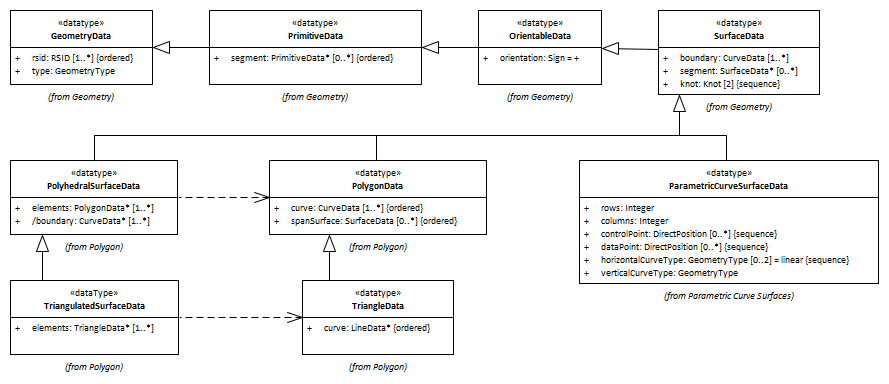 «datatype»
GeometryData
+ rsid: RSID [1..*] {ordered}
+ type: GeometryType
(from Geometry)
«datatype»
PrimitiveData
+ segment: PrimitiveData* [0..*] {ordered}
(from Geometry)
«datatype»
OrientableData
+ orientation: Sign = +
(from Geometry)
«datatype»
SurfaceData
+ boundary: CurveData [1..*]
+ segment: SurfaceData* [0..*]
+ knot: Knot [2] {sequence}
(from Geometry)
«datatype»
PolyhedralSurfaceData
+ elements: PolygonData* [1..*]
+ /boundary: CurveData* [1..*]
(from Polygon)
«datatype»
PolygonData
+ curve: CurveData [1..*] {ordered}
+ spanSurface: SurfaceData [0..*] {ordered}
(from Polygon)
«datatype»
ParametricCurveSurfaceData
+ rows: Integer
+ columns: Integer
+ controlPoint: DirectPosition [0..*] {sequence}
+ dataPoint: DirectPosition [0..*] {sequence}
+ horizontalCurveType: GeometryType [0..2] = linear {sequence}
+ verticalCurveType: GeometryType
(from Parametric Curve Surfaces)
«dataType»
TriangulatedSurfaceData
+ elements: TriangleData* [1..*]
(from Polygon)
«datatype»
TriangleData
+ curve: LineData* {ordered}
(from Polygon)